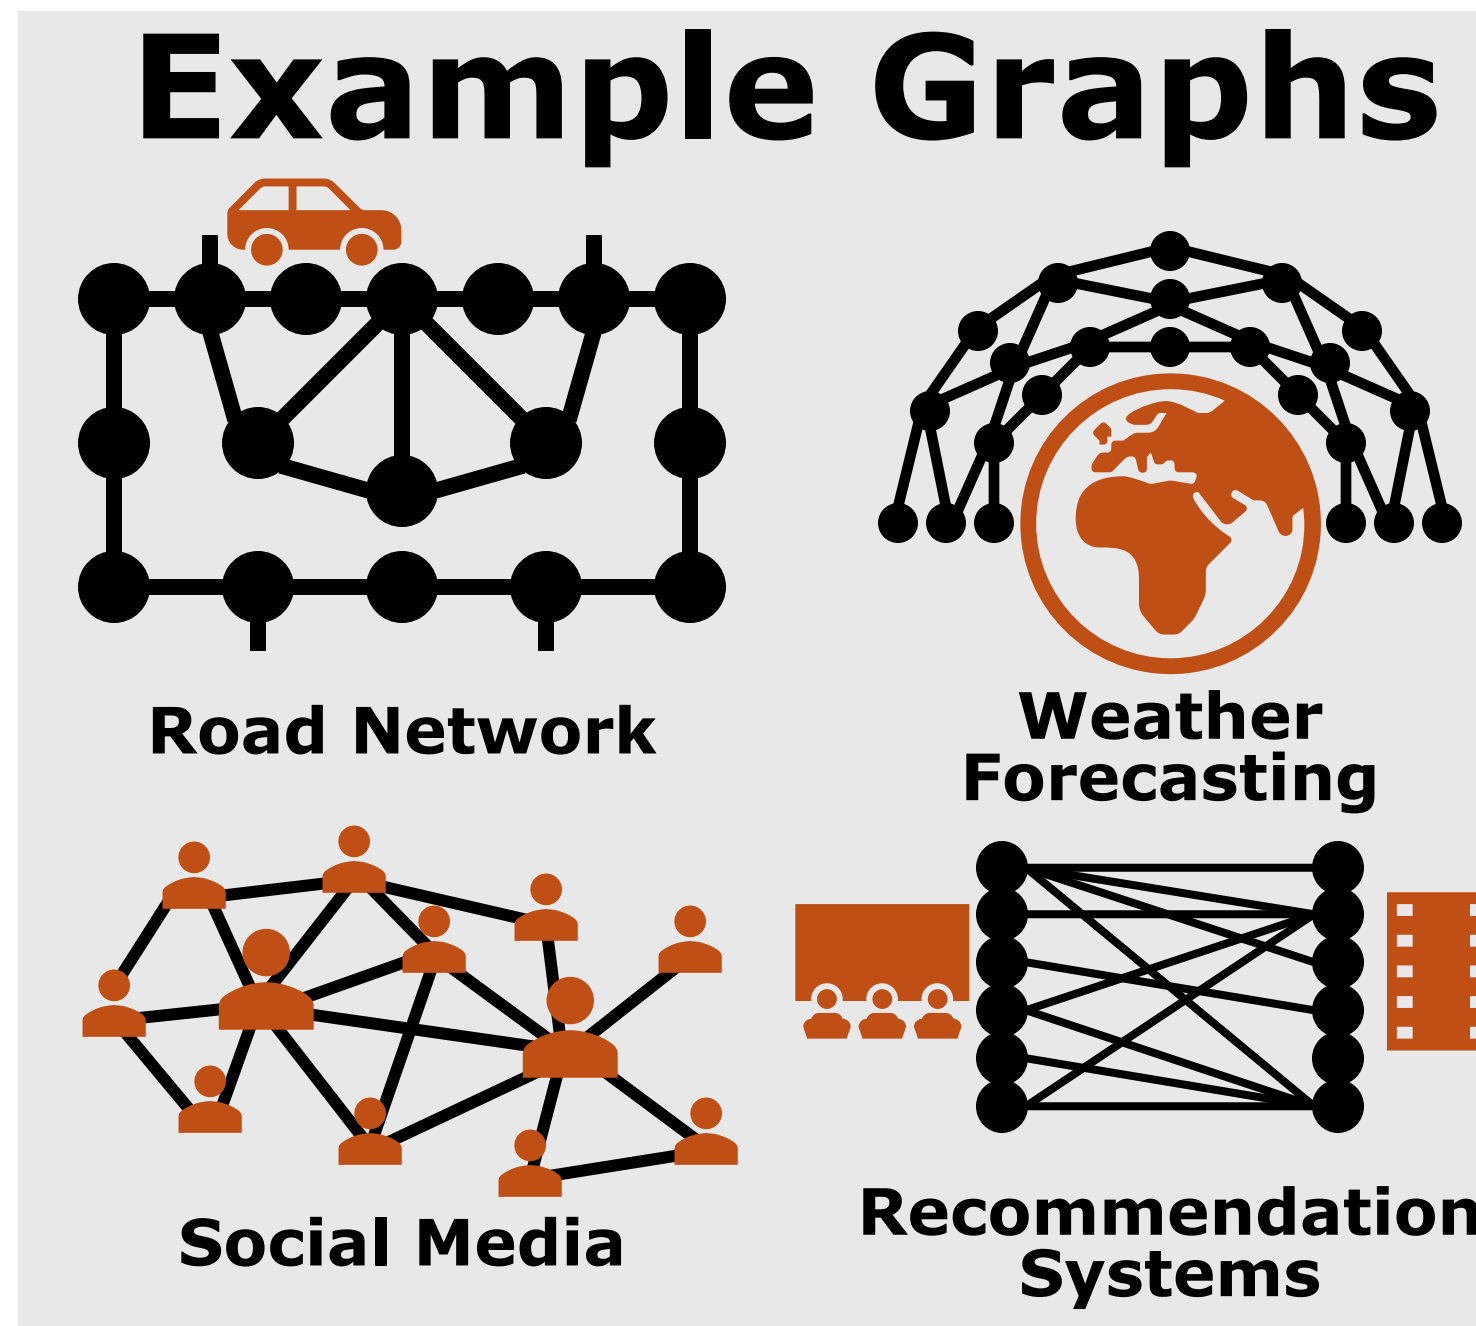 Example Graphs
Road Network
Weather
Forecasting
Social Media
Recommendation
Systems